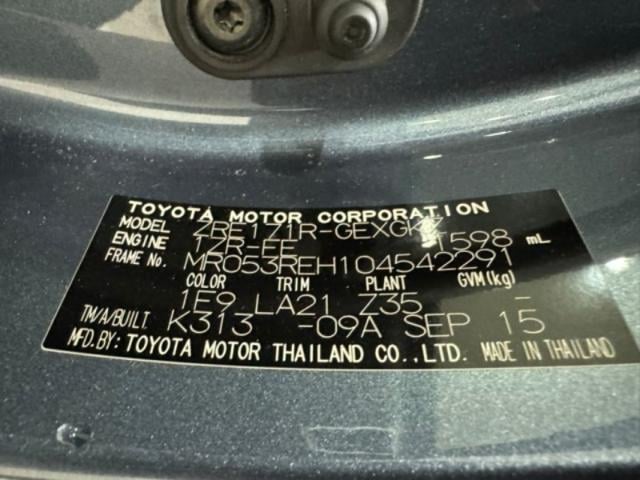 TOYOTA MOTOR CORPORATION
MODEL ZRE171R-GEXGK
ENGINE 1ZR-FE 1598 mL
FRAME No. MR053REH104542291
COLOR TRIM PLANT GVM(kg)
1E9 LA21 Z35 -
TM/A/BUILT. K313 -09A SEP 15
MFD.BY: TOYOTA MOTOR THAILAND CO.,LTD. MADE IN THAILAND